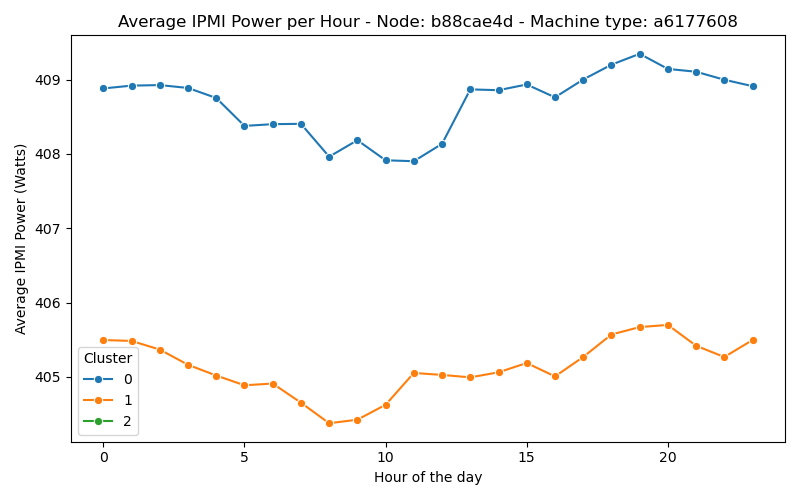 Average IPMI Power per Hour - Node: b88cae4d - Machine type: a6177608
Average IPMI Power (Watts)
409
408
407
406
405
Cluster
0
1
2
0 5 10 15 20
Hour of the day